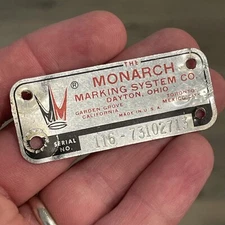 THE
MONARCH
®
MARKING SYSTEM CO.
DAYTON, OHIO
GARDEN GROVE TORONTO
CALIFORNIA MEXICO
MADE IN U.S.A.
SERIAL
NO. 116-7310271